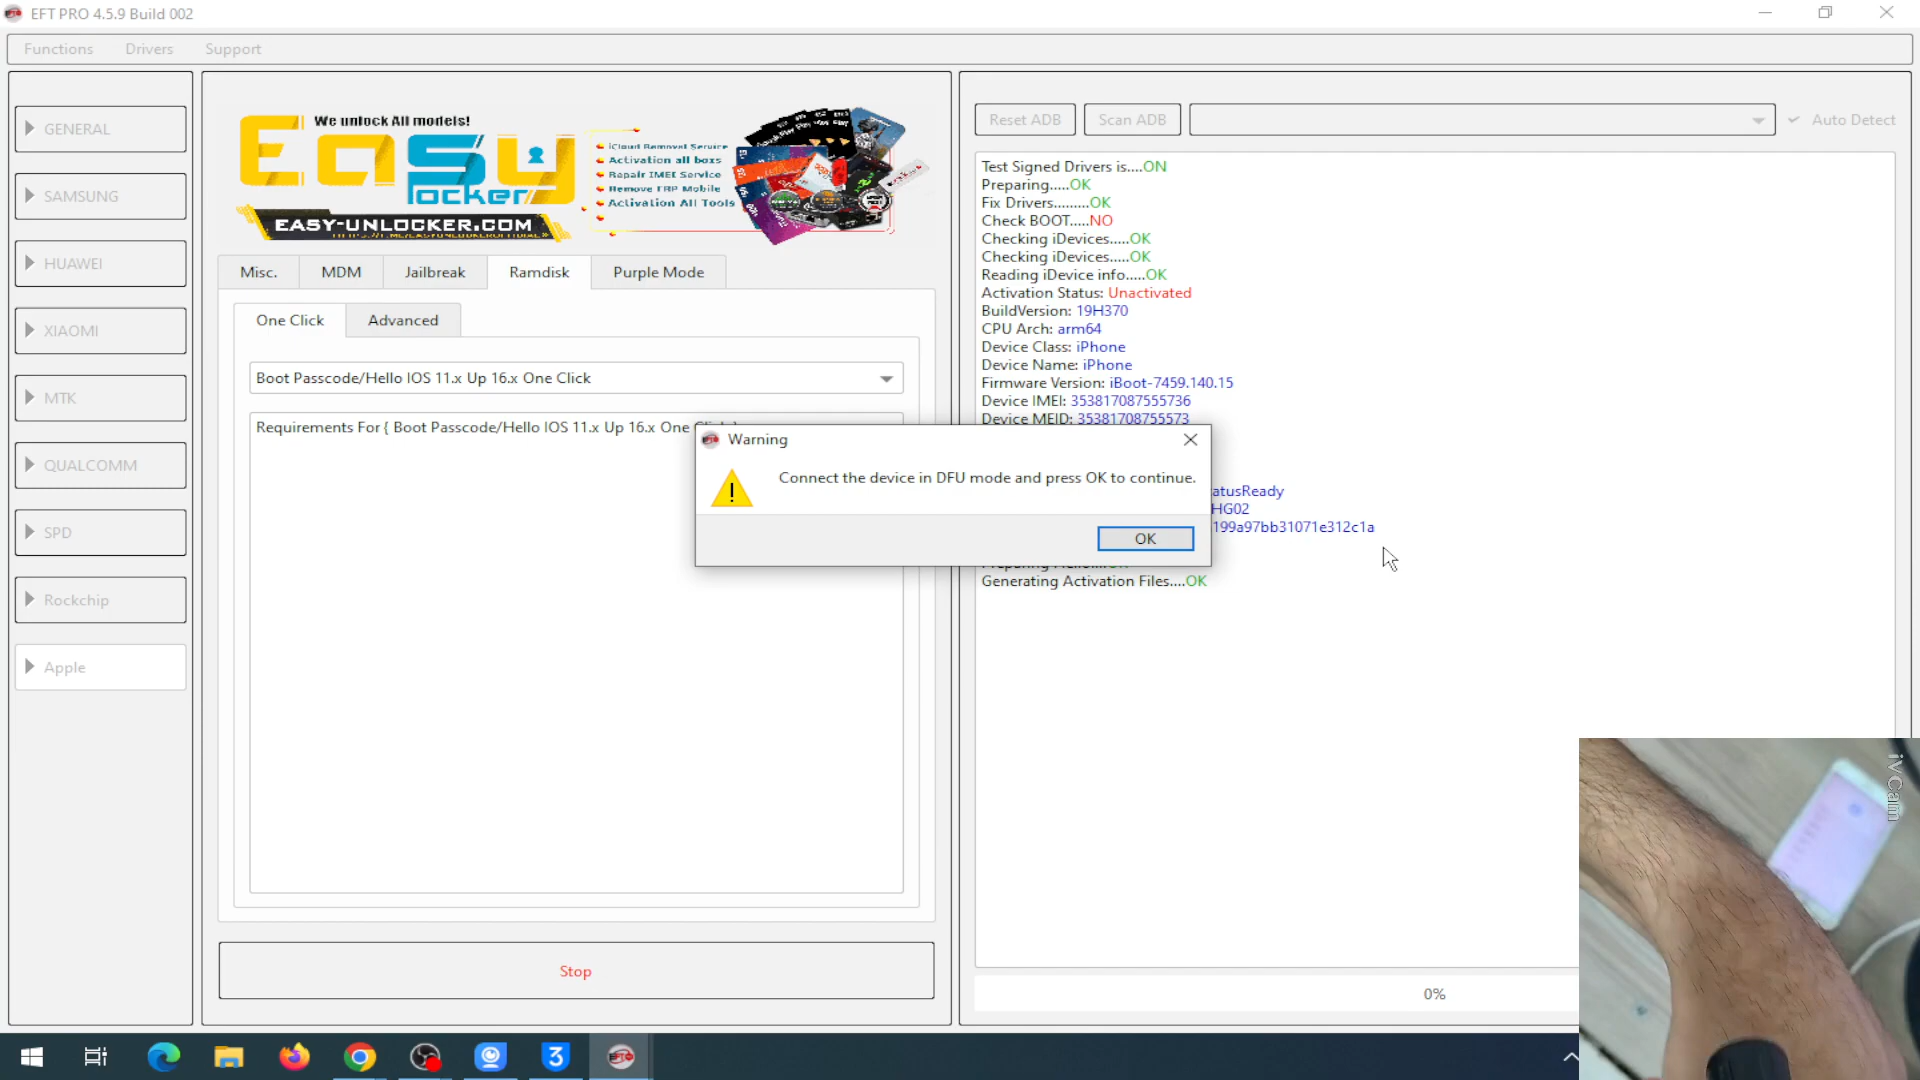 EFT PRO 4.5.9 Build 002
Functions Drivers Support
GENERAL
SAMSUNG
HUAWEI
XIAOMI
MTK
QUALCOMM
SPD
Rockchip
Apple
We unlock All models!
Easy
locker
EASY-UNLOCKER.COM
iCloud Removal Service
Activation all boxs
Repair IMEI Service
Remove FRP Mobile
Activation All Tools
Misc. MDM Jailbreak Ramdisk Purple Mode
One Click Advanced
Boot Passcode/Hello IOS 11.x Up 16.x One Click
Requirements For { Boot Passcode/Hello IOS 11.x Up 16.x One
Stop
Reset ADB Scan ADB Auto Detect
Test Signed Drivers is....ON
Preparing.....OK
Fix Drivers.........OK
Check BOOT.....NO
Checking iDevices.....OK
Checking iDevices.....OK
Reading iDevice info.....OK
Activation Status: Unactivated
BuildVersion: 19H370
CPU Arch: arm64
Device Class: iPhone
Device Name: iPhone
Firmware Version: iBoot-7459.140.15
Device IMEI: 353817087555736
Device MEID: 35381708755573
atusReady
HG02
199a97bb31071e312c1a
Generating Activation Files....OK
0%
Warning
Connect the device in DFU mode and press OK to continue.
OK
iVCam